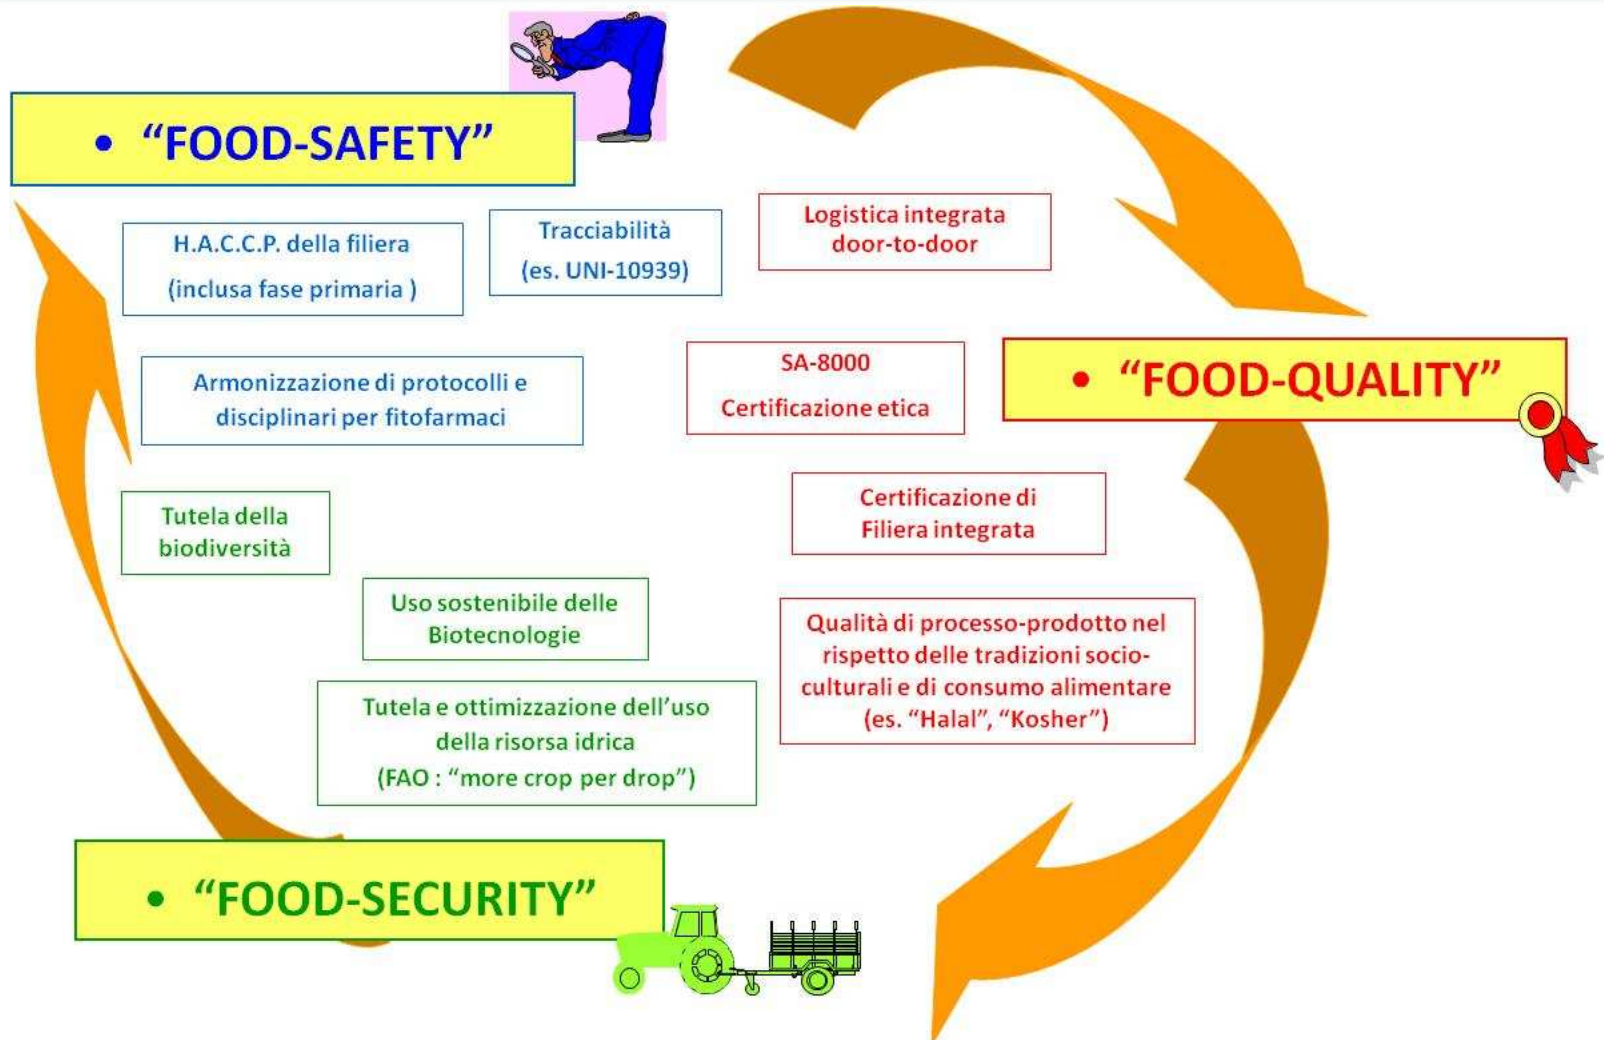 • “FOOD-SAFETY”
H.A.C.C.P. della filiera
(inclusa fase primaria )
Tracciabilità
(es. UNI-10939)
Logistica integrata
door-to-door
Armonizzazione di protocolli e
disciplinari per fitofarmaci
SA-8000
Certificazione etica
• “FOOD-QUALITY”
Certificazione di
Filiera integrata
Tutela della
biodiversità
Uso sostenibile delle
Biotecnologie
Qualità di processo-prodotto nel
rispetto delle tradizioni socio-
culturali e di consumo alimentare
(es. “Halal”, “Kosher”)
Tutela e ottimizzazione dell’uso
della risorsa idrica
(FAO : “more crop per drop”)
• “FOOD-SECURITY”